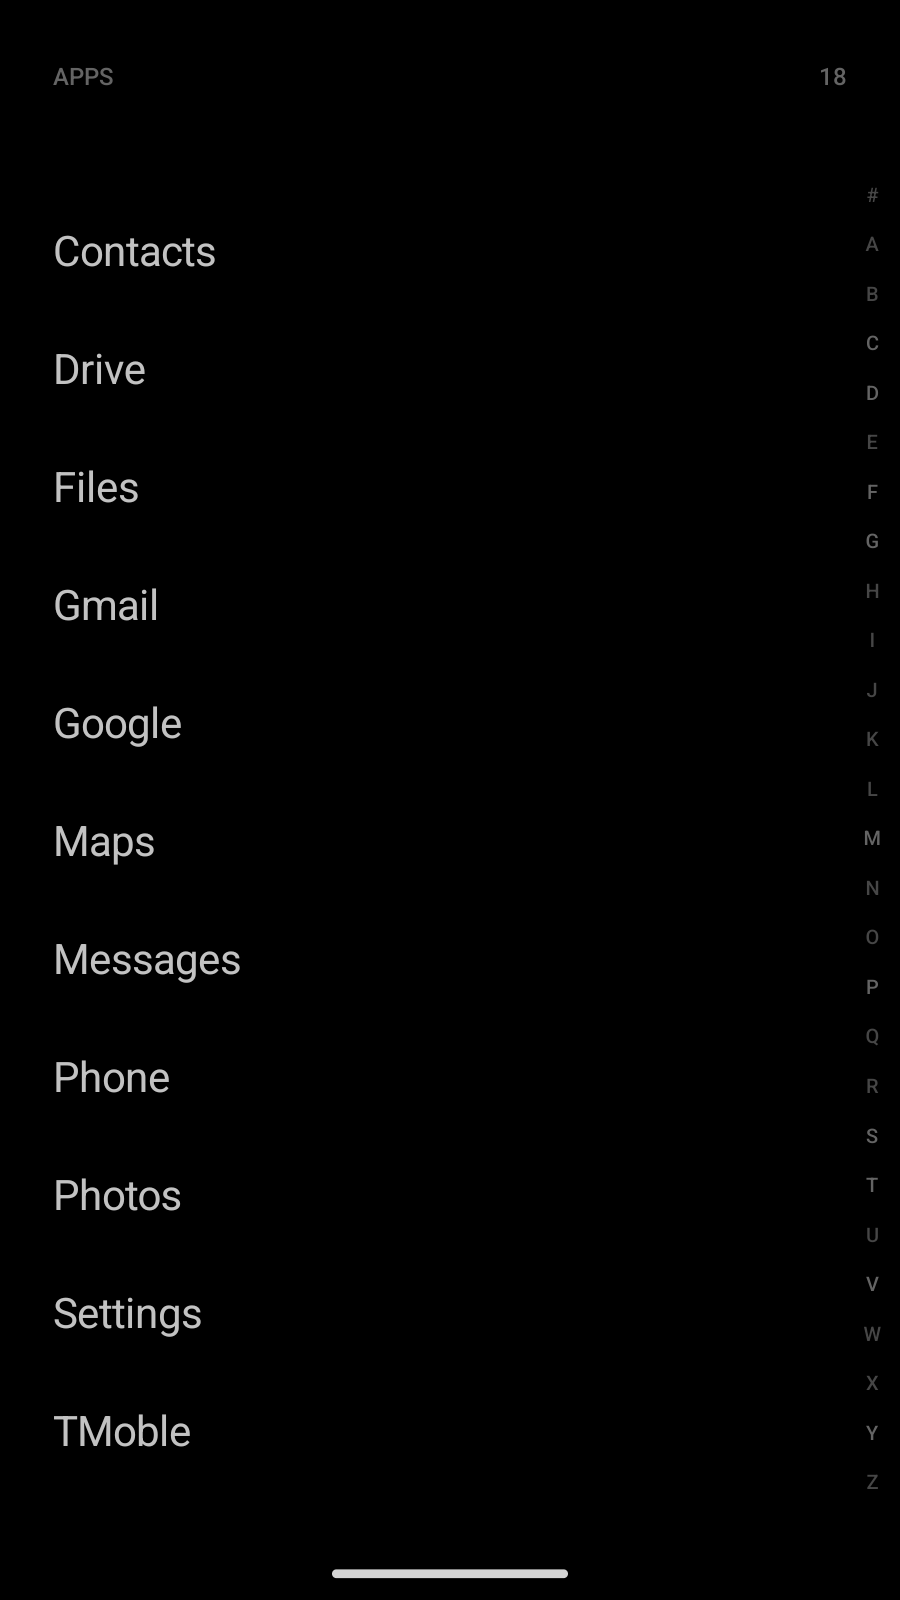 APPS 18
#
A
Contacts
B
C
Drive
D
E
Files
F
G
Gmail
H
I
J
Google
K
L
M
Maps
N
O
Messages
P
Q
Phone
R
S
T
Photos
U
V
Settings
W
X
Y
TMoble
Z